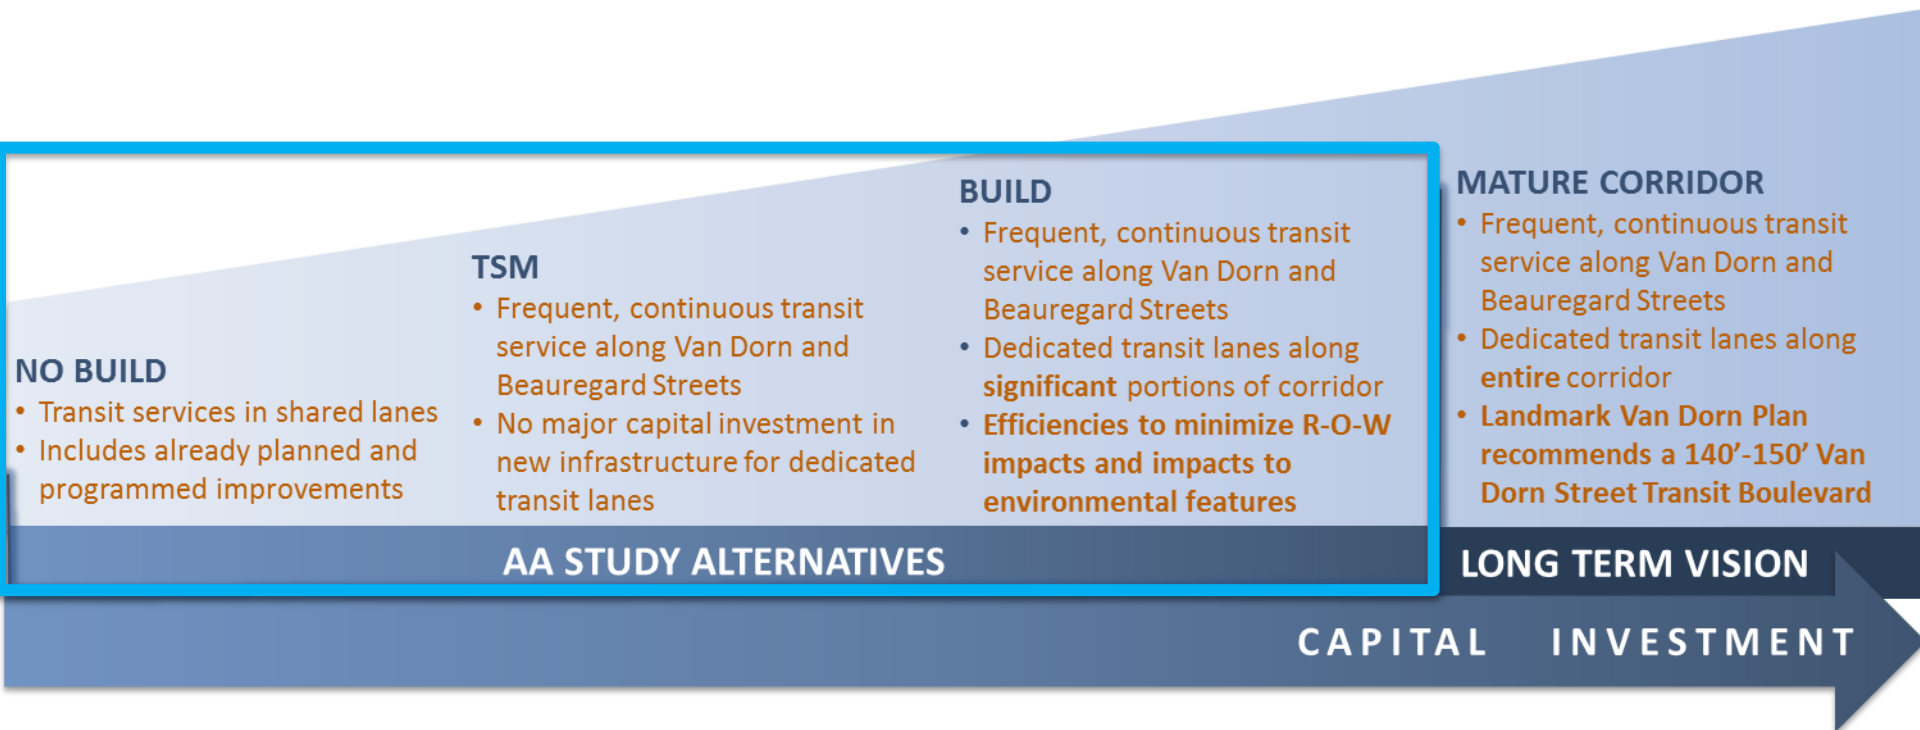 NO BUILD
• Transit services in shared lanes
• Includes already planned and
programmed improvements
TSM
• Frequent, continuous transit
service along Van Dorn and
Beauregard Streets
• No major capital investment in
new infrastructure for dedicated
transit lanes
BUILD
• Frequent, continuous transit
service along Van Dorn and
Beauregard Streets
• Dedicated transit lanes along
significant portions of corridor
• Efficiencies to minimize R-O-W
impacts and impacts to
environmental features
MATURE CORRIDOR
• Frequent, continuous transit
service along Van Dorn and
Beauregard Streets
• Dedicated transit lanes along
entire corridor
• Landmark Van Dorn Plan
recommends a 140’-150’ Van
Dorn Street Transit Boulevard
AA STUDY ALTERNATIVES
LONG TERM VISION
CAPITAL INVESTMENT